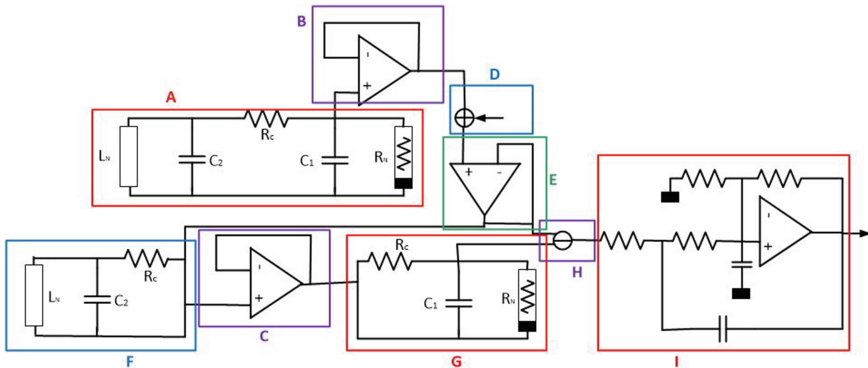 B
D
A
Rc
LN
C2
C1
RN
E
+ -
-
+
Rc
H
-
+
LN
C2
Rc
-
+
C1
RN
F
C
G
I